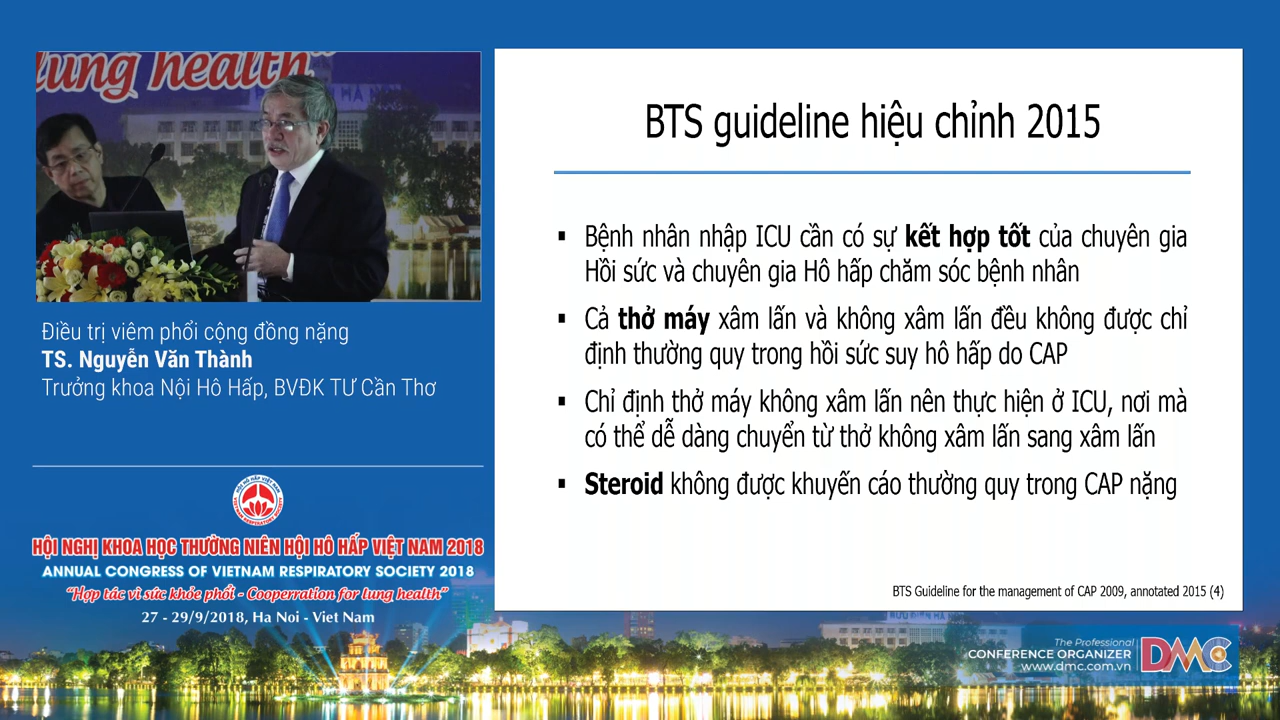 lung health"
Điều trị viêm phổi cộng đồng nặng
TS. Nguyễn Văn Thành
Trưởng khoa Nội Hô Hấp, BVĐK TƯ Cần Thơ
HỘI HÔ HẤP VIỆT NAM
VIETNAM RESPIRATORY SOCIETY
HỘI NGHỊ KHOA HỌC THƯỜNG NIÊN HỘI HÔ HẤP VIỆT NAM 2018
ANNUAL CONGRESS OF VIETNAM RESPIRATORY SOCIETY 2018
"Hợp tác vì sức khỏe phổi - Cooperration for lung health"
27 - 29/9/2018, Ha Noi - Viet Nam
BTS guideline hiệu chỉnh 2015
▪ Bệnh nhân nhập ICU cần có sự kết hợp tốt của chuyên gia
Hồi sức và chuyên gia Hô hấp chăm sóc bệnh nhân
▪ Cả thở máy xâm lấn và không xâm lấn đều không được chỉ
định thường quy trong hồi sức suy hô hấp do CAP
▪ Chỉ định thở máy không xâm lấn nên thực hiện ở ICU, nơi mà
có thể dễ dàng chuyển từ thở không xâm lấn sang xâm lấn
▪ Steroid không được khuyến cáo thường quy trong CAP nặng
BTS Guideline for the management of CAP 2009, annotated 2015 (4)
The Professional
CONFERENCE ORGANIZER
www.dmc.com.vn
DMC